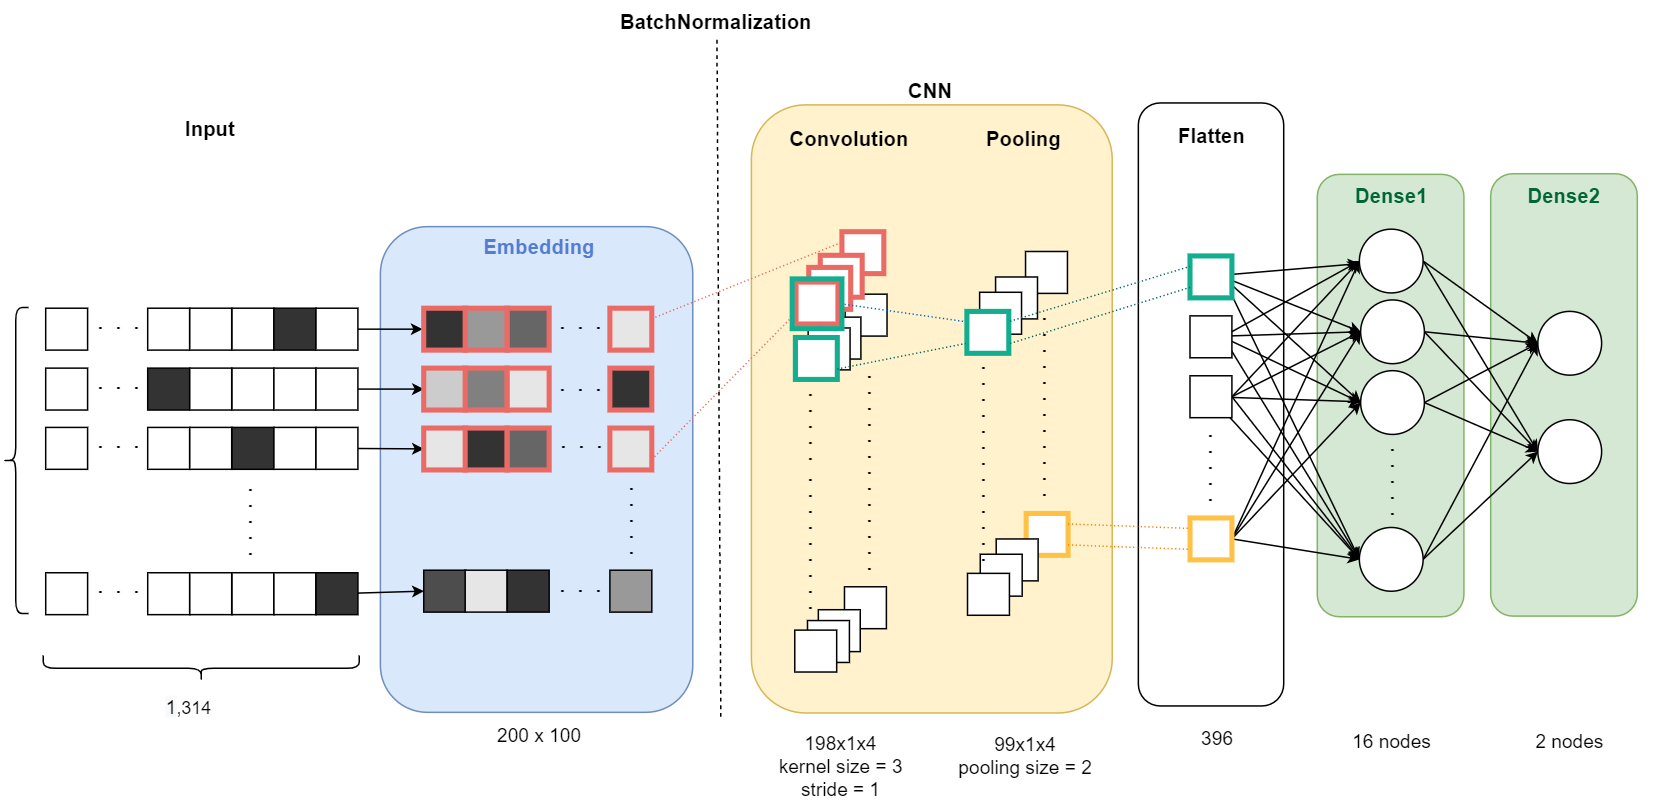 BatchNormalization
CNN
Input
Convolution
Pooling
Flatten
Dense1
Dense2
Embedding
1,314
200 x 100
198x1x4
kernel size = 3
stride = 1
99x1x4
pooling size = 2
396
16 nodes
2 nodes